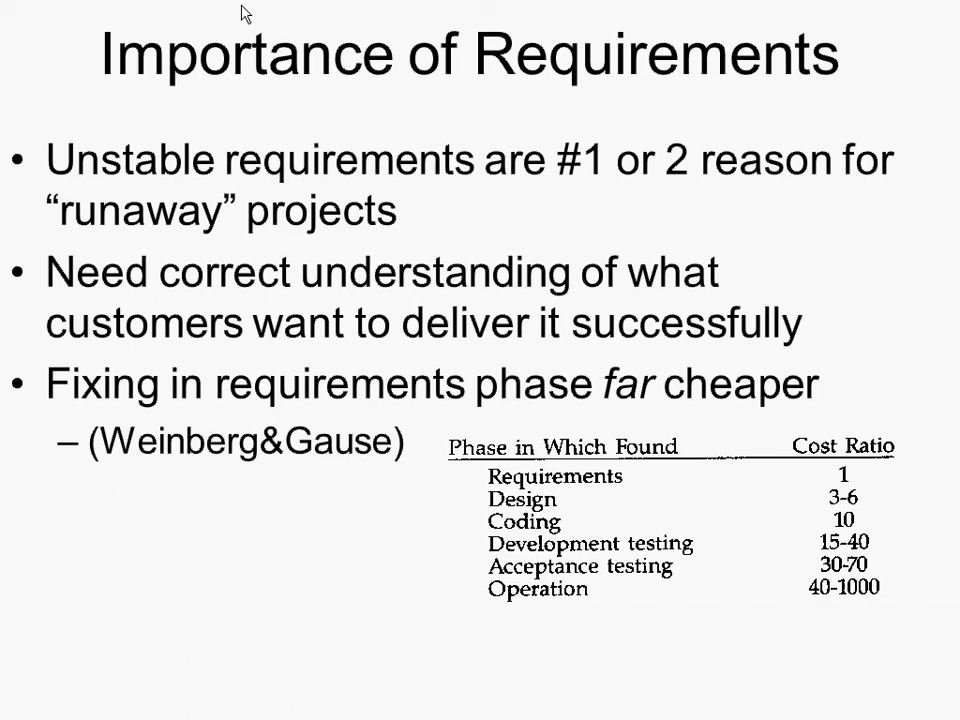 Importance of Requirements
• Unstable requirements are #1 or 2 reason for
“runaway” projects
• Need correct understanding of what
customers want to deliver it successfully
• Fixing in requirements phase far cheaper
– (Weinberg&Gause)
Phase in Which Found Cost Ratio
Requirements 1
Design 3-6
Coding 10
Development testing 15-40
Acceptance testing 30-70
Operation 40-1000